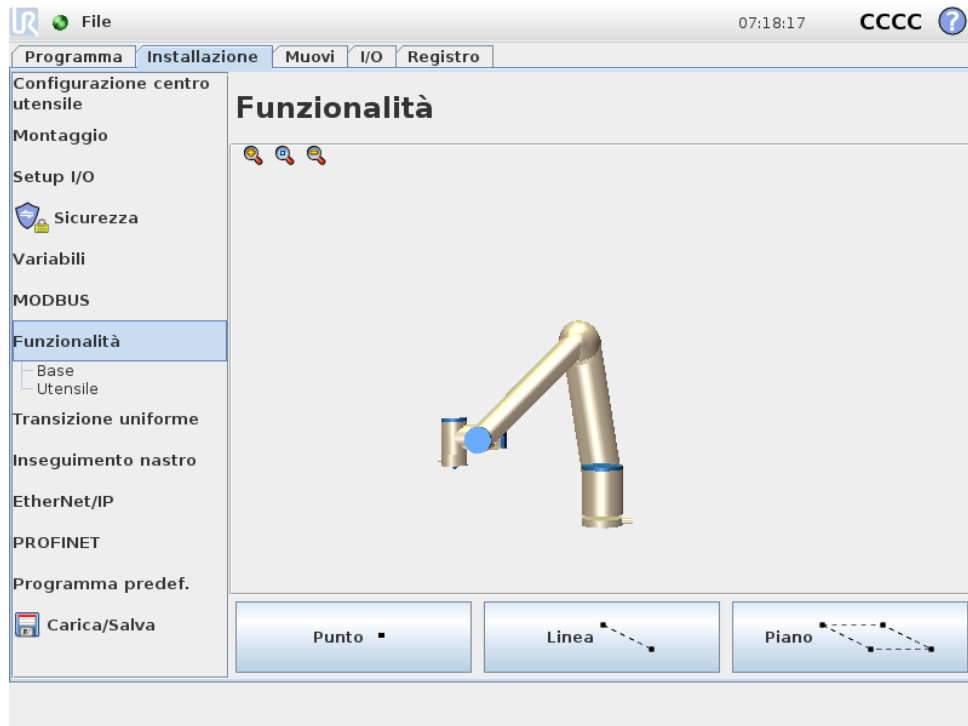 UR File 07:18:17 CCCC ?
Programma Installazione Muovi I/O Registro
Configurazione centro
utensile
Montaggio
Setup I/O
Sicurezza
Variabili
MODBUS
Funzionalità
Base
Utensile
Transizione uniforme
Inseguimento nastro
EtherNet/IP
PROFINET
Programma predef.
Carica/Salva
Funzionalità
Punto
Linea
Piano